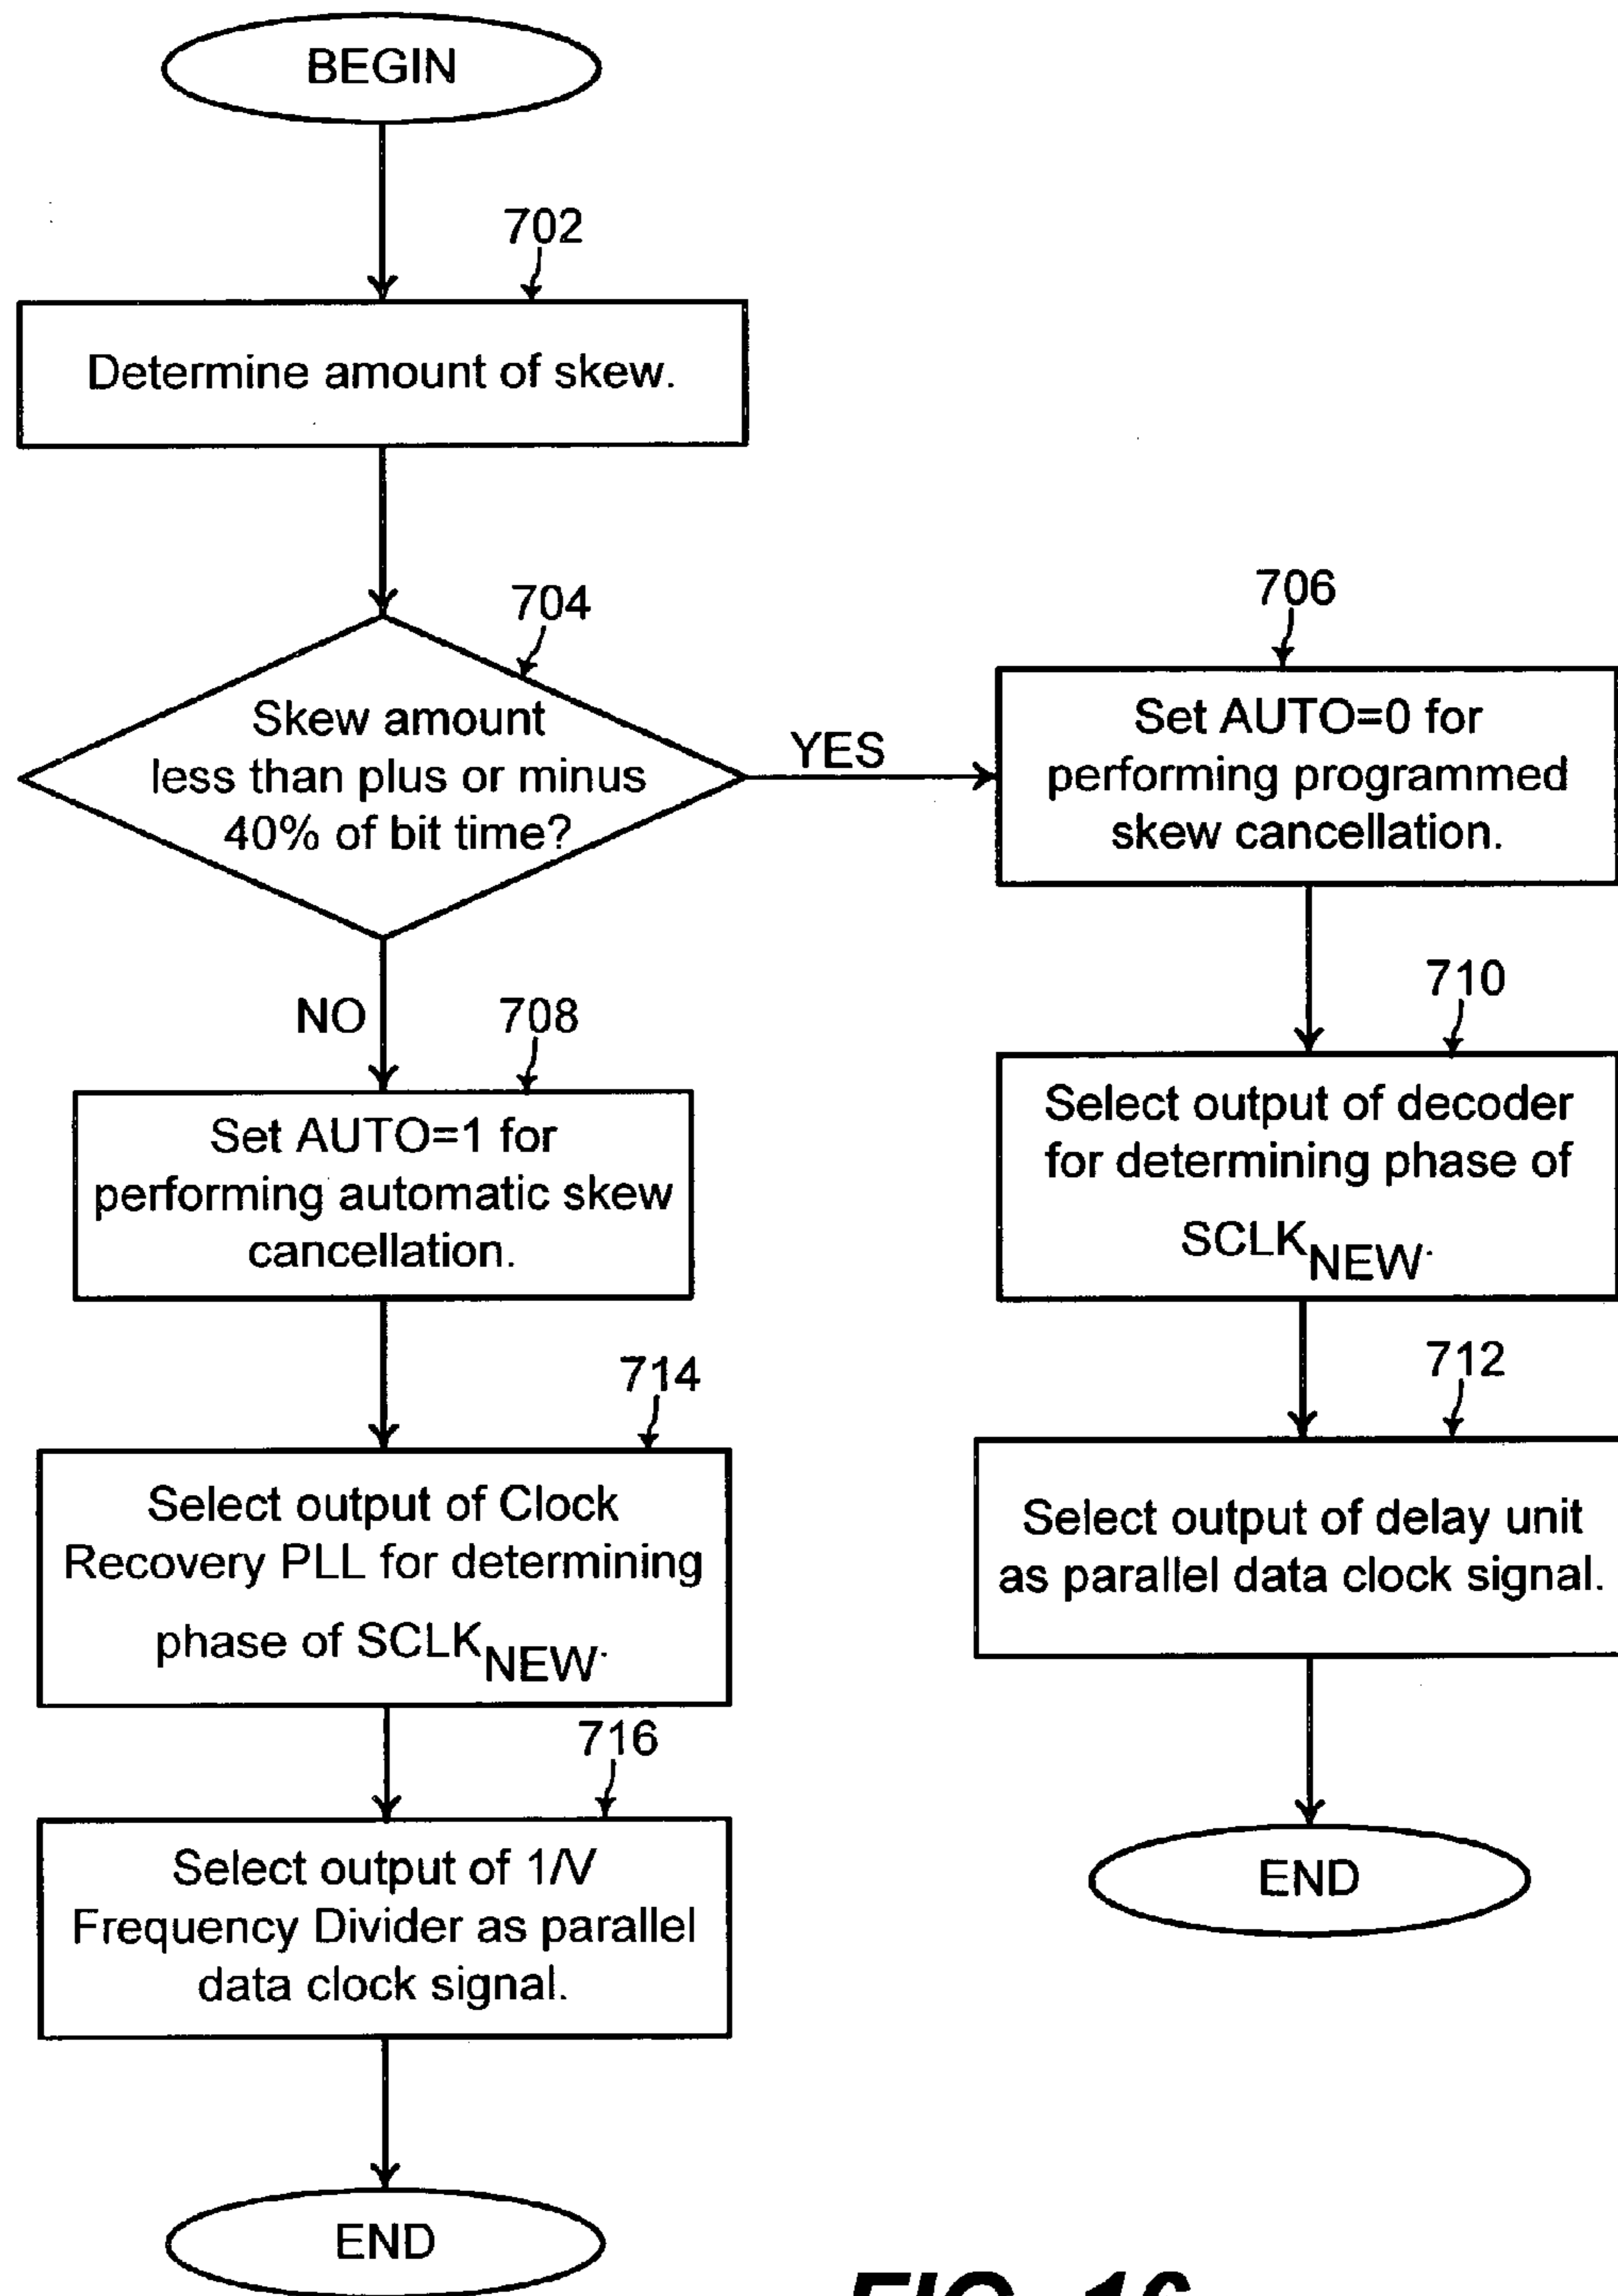 BEGIN
702
Determine amount of skew.
704
Skew amount
less than plus or minus
40% of bit time?
YES
706
Set AUTO=0 for
performing programmed
skew cancellation.
NO
708
Set AUTO=1 for
performing automatic skew
cancellation.
710
Select output of decoder
for determining phase of
SCLKNEW.
714
Select output of Clock
Recovery PLL for determining
phase of SCLKNEW.
712
Select output of delay unit
as parallel data clock signal.
716
Select output of 1/V
Frequency Divider as parallel
data clock signal.
END
END
FIG. 16